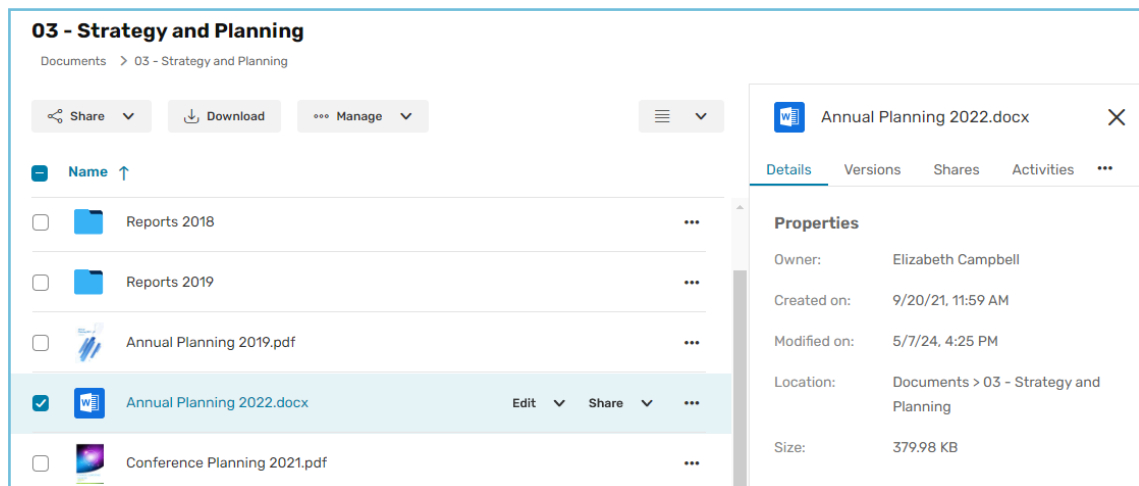 03 - Strategy and Planning
Documents > 03 - Strategy and Planning
Share
Download
Manage
Name ↑
Reports 2018
Reports 2019
Annual Planning 2019.pdf
Annual Planning 2022.docx Edit Share
Conference Planning 2021.pdf
Annual Planning 2022.docx
Details Versions Shares Activities
Properties
Owner: Elizabeth Campbell
Created on: 9/20/21, 11:59 AM
Modified on: 5/7/24, 4:25 PM
Location: Documents > 03 - Strategy and
Planning
Size: 379.98 KB